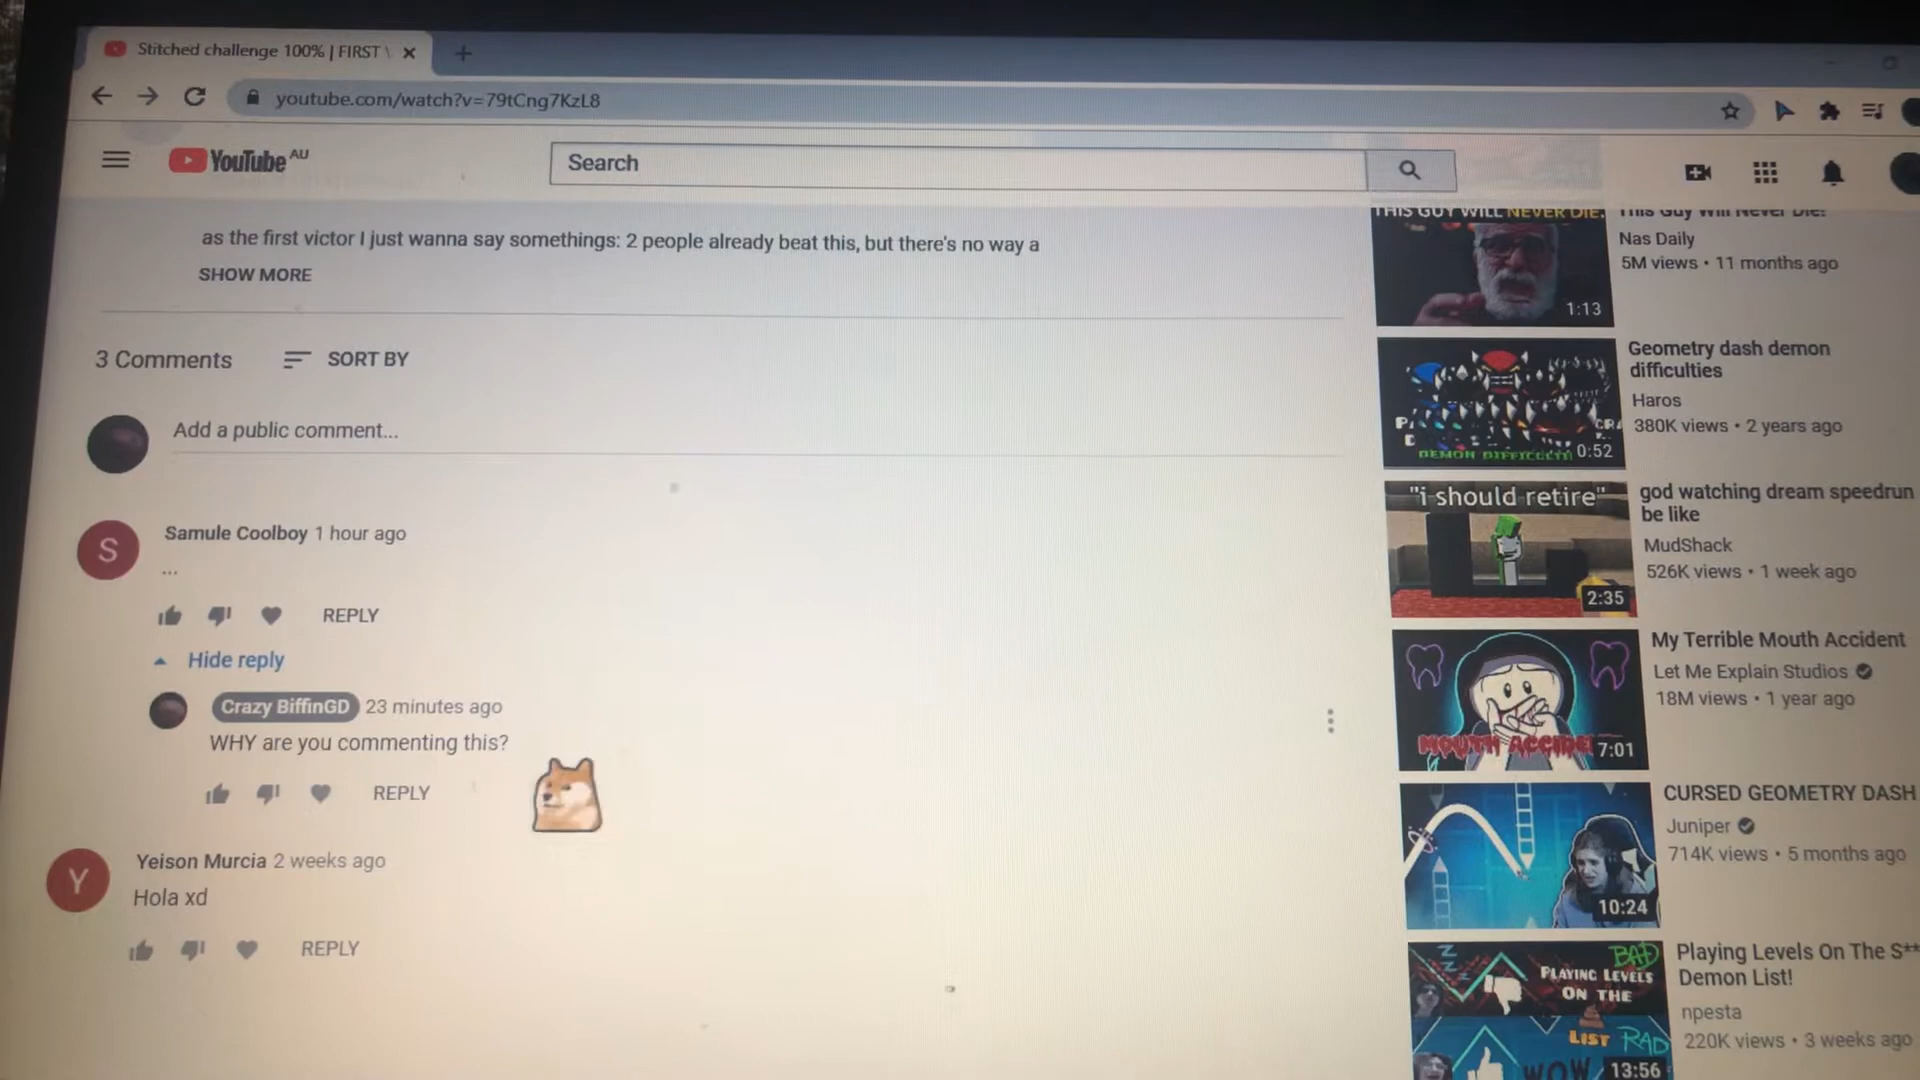 Stitched challenge 100% | FIRST
youtube.com/watch?v=79tCng7KzL8
YouTube AU
Search
as the first victor I just wanna say somethings: 2 people already beat this, but there's no way a
SHOW MORE
3 Comments
SORT BY
Add a public comment...
Samule Coolboy 1 hour ago
...
REPLY
Hide reply
Crazy BiffinGD 23 minutes ago
WHY are you commenting this?
REPLY
Yeison Murcia 2 weeks ago
Hola xd
REPLY
THIS GUY WILL NEVER DIE.
1:13
This Guy Will Never Die!
Nas Daily
5M views • 11 months ago
DEMON DIFFICULTY
0:52
Geometry dash demon
difficulties
Haros
380K views • 2 years ago
"i should retire"
2:35
god watching dream speedrun
be like
MudShack
526K views • 1 week ago
7:01
My Terrible Mouth Accident
Let Me Explain Studios
18M views • 1 year ago
10:24
CURSED GEOMETRY DASH
Juniper
714K views • 5 months ago
BAD
PLAYING LEVELS
ON THE
LIST
RAD
WOW
13:56
Playing Levels On The S**
Demon List!
npesta
220K views • 3 weeks ago